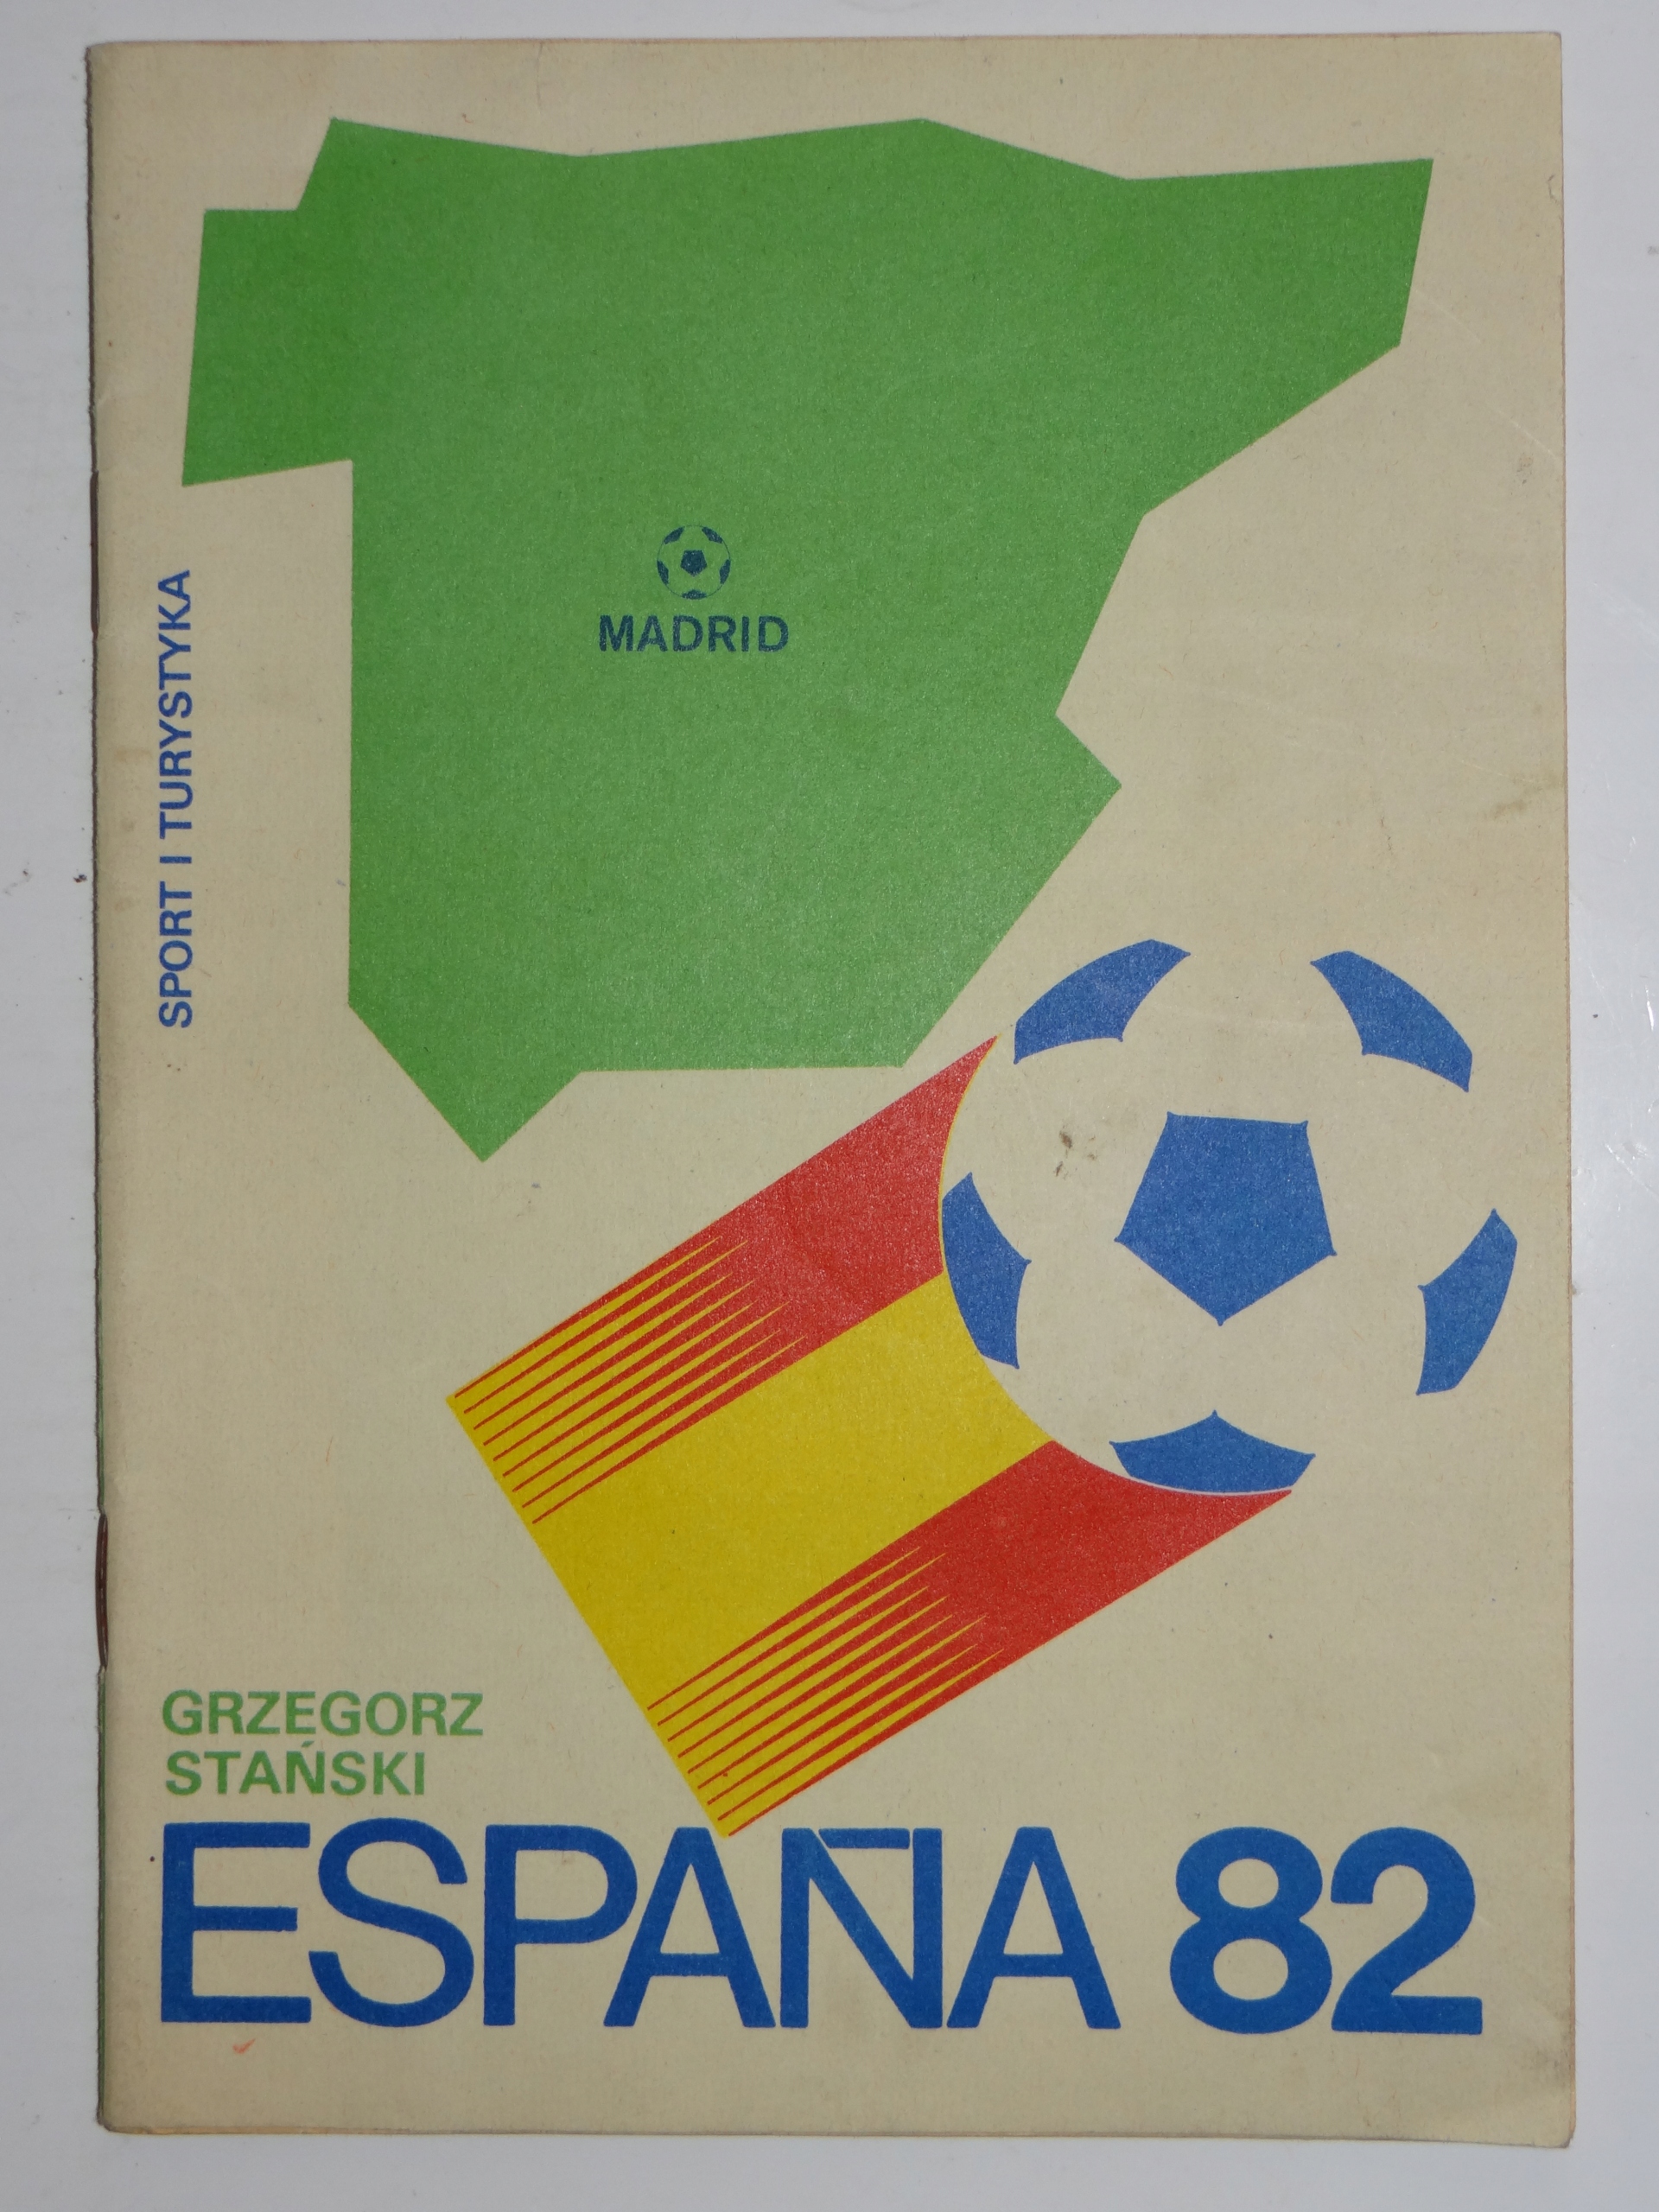 MADRID
SPORT I TURYSTYKA
GRZEGORZ
STAŃSKI
ESPAÑA 82